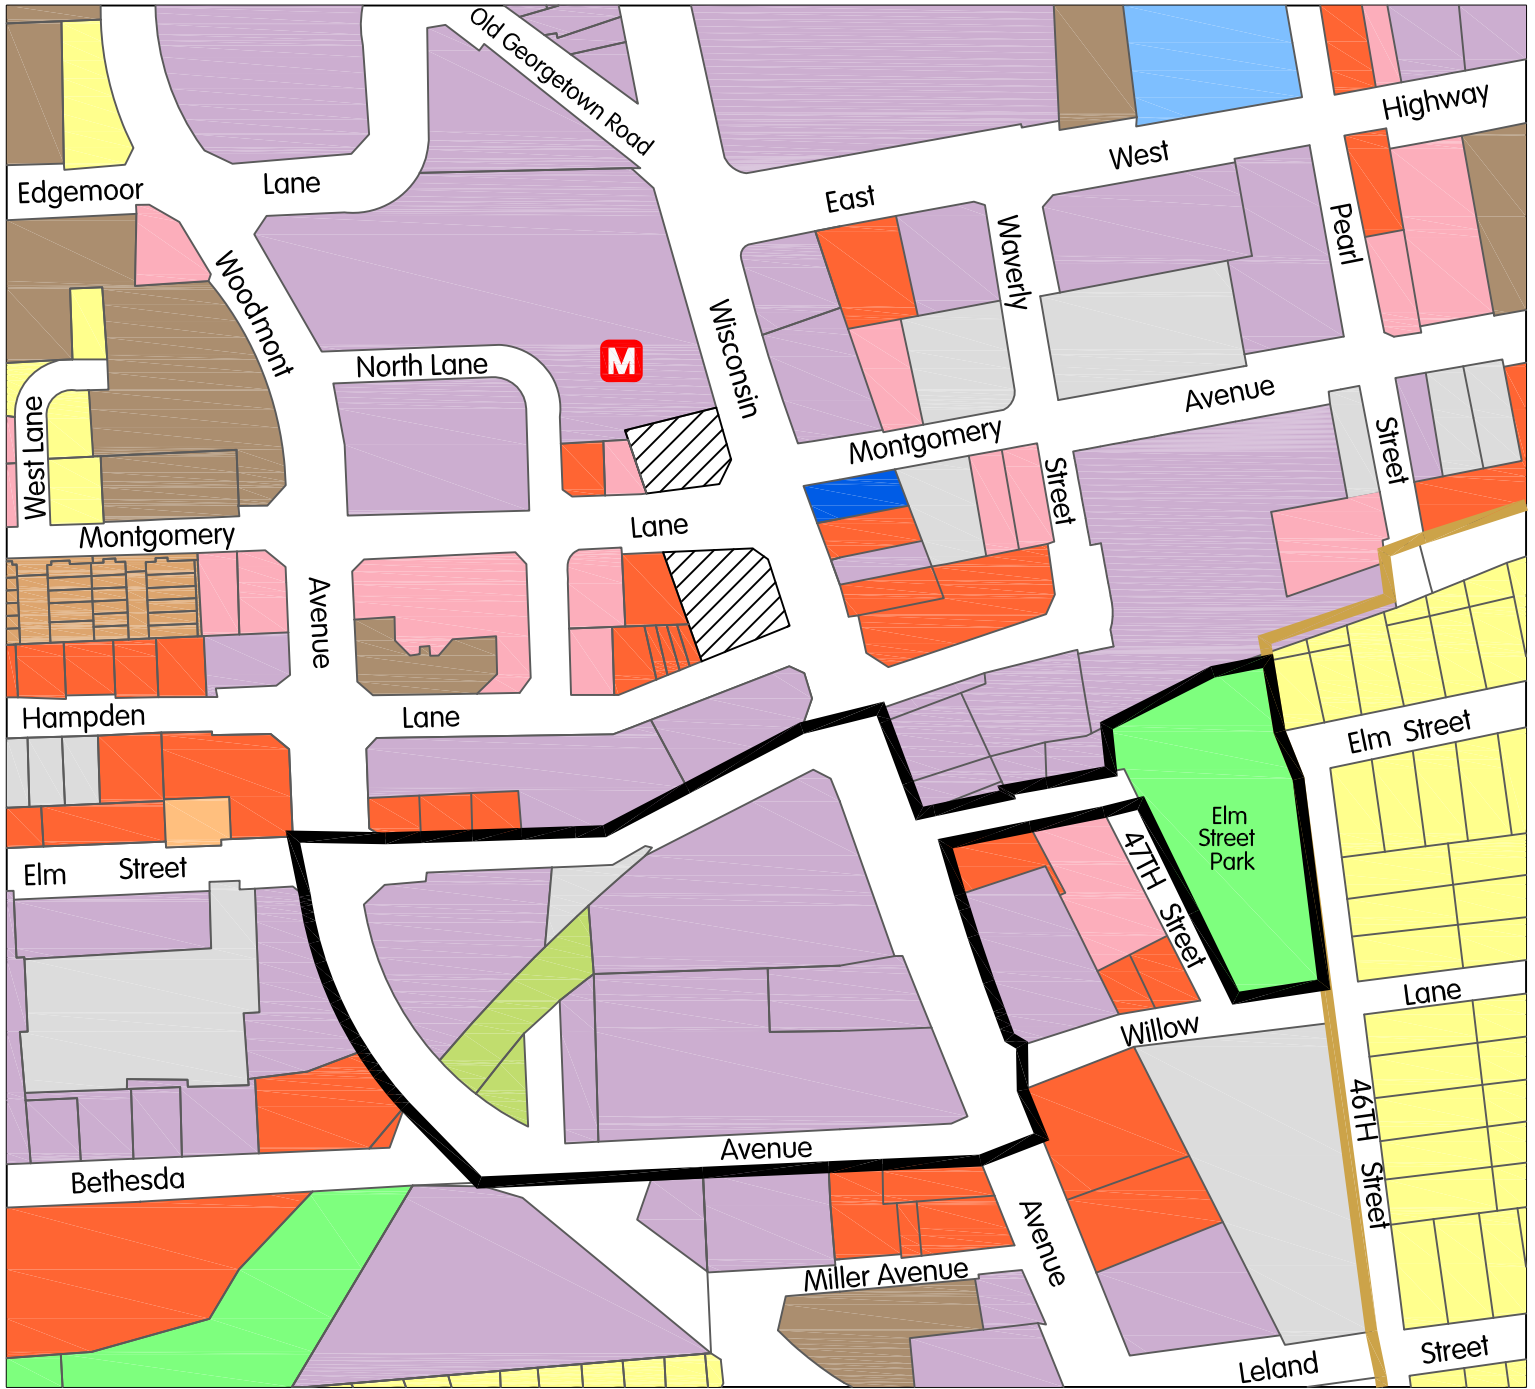 Old Georgetown Road
Highway
West
Edgemoor Lane
East
Waverly
Pearl
Woodmont
Wisconsin
North Lane
M
Avenue
West Lane
Montgomery
Street
Street
Montgomery
Lane
Avenue
Hampden
Lane
Elm Street
Elm
Street
Park
47TH Street
Elm Street
Lane
Willow
46TH Street
Avenue
Bethesda
Avenue
Miller Avenue
Leland
Street